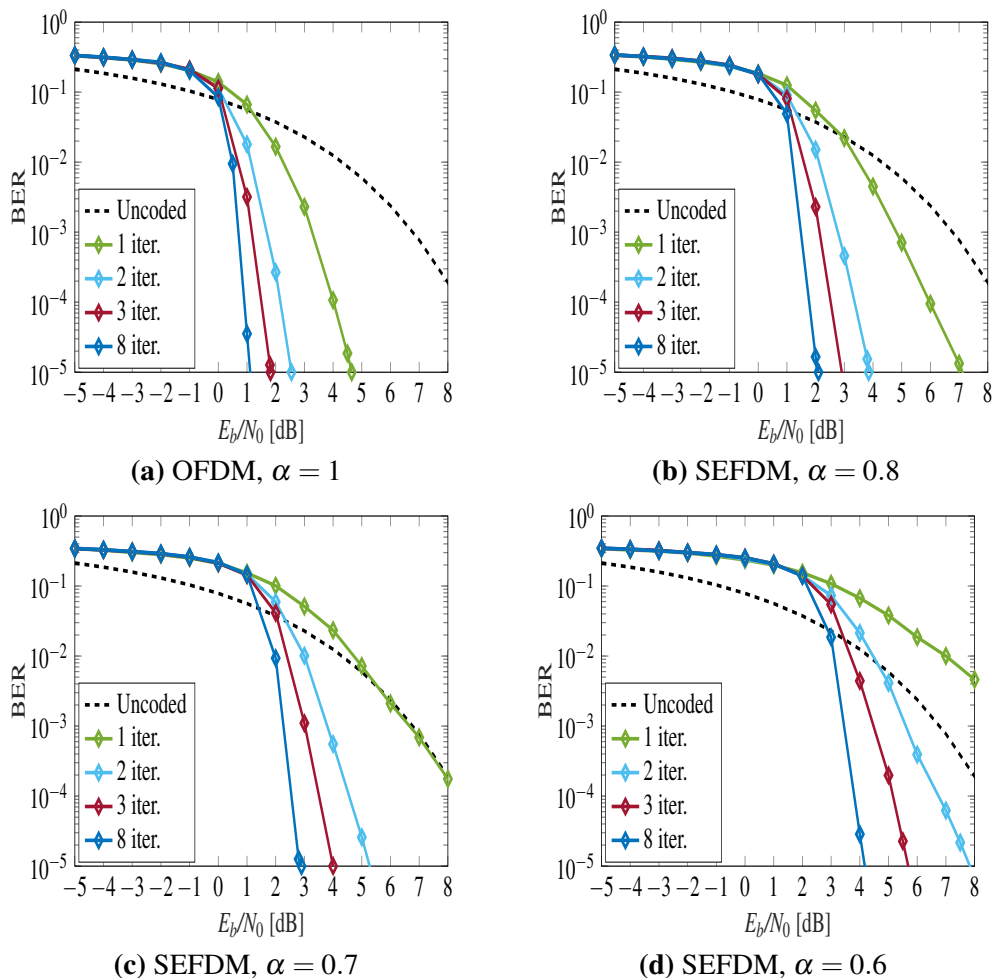 10⁰
10⁻¹
10⁻²
10⁻³
10⁻⁴
10⁻⁵
BER
Uncoded
1 iter.
2 iter.
3 iter.
8 iter.
−5 −4 −3 −2 −1 0 1 2 3 4 5 6 7 8
E_b/N_0 [dB]
(a) OFDM, α = 1
10⁰
10⁻¹
10⁻²
10⁻³
10⁻⁴
10⁻⁵
BER
Uncoded
1 iter.
2 iter.
3 iter.
8 iter.
−5 −4 −3 −2 −1 0 1 2 3 4 5 6 7 8
E_b/N_0 [dB]
(b) SEFDM, α = 0.8
10⁰
10⁻¹
10⁻²
10⁻³
10⁻⁴
10⁻⁵
BER
Uncoded
1 iter.
2 iter.
3 iter.
8 iter.
−5 −4 −3 −2 −1 0 1 2 3 4 5 6 7 8
E_b/N_0 [dB]
(c) SEFDM, α = 0.7
10⁰
10⁻¹
10⁻²
10⁻³
10⁻⁴
10⁻⁵
BER
Uncoded
1 iter.
2 iter.
3 iter.
8 iter.
−5 −4 −3 −2 −1 0 1 2 3 4 5 6 7 8
E_b/N_0 [dB]
(d) SEFDM, α = 0.6